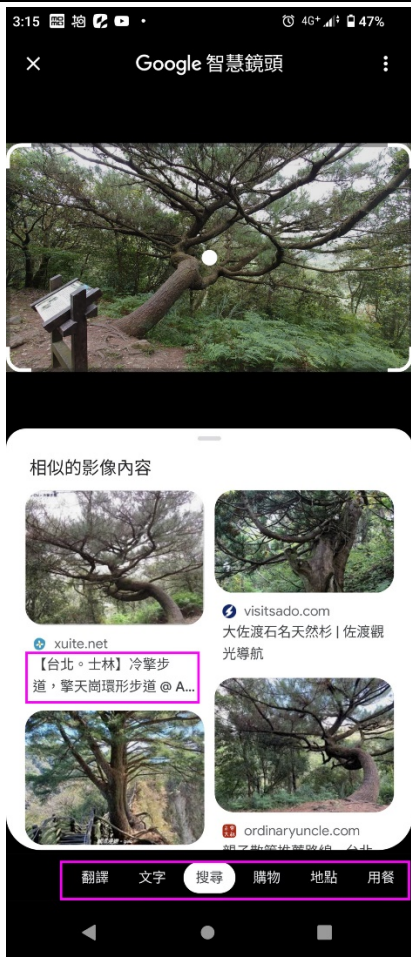 3:15
4G+ 47%
Google 智慧鏡頭
相似的影像內容
xuite.net
【台北。士林】冷擎步
道,擎天崗環形步道 @ A...
visitsado.com
大佐渡石名天然杉 | 佐渡觀
光導航
ordinaryuncle.com
翻譯 文字 搜尋 購物 地點 用餐